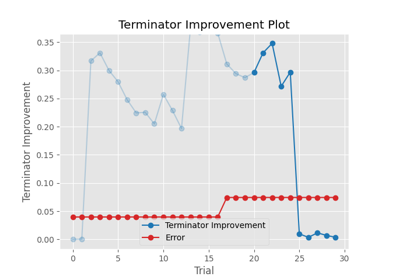 Terminator Improvement Plot
Terminator Improvement
0.35
0.30
0.25
0.20
0.15
0.10
0.05
0.00
Terminator Improvement
Error
0 5 10 15 20 25 30
Trial